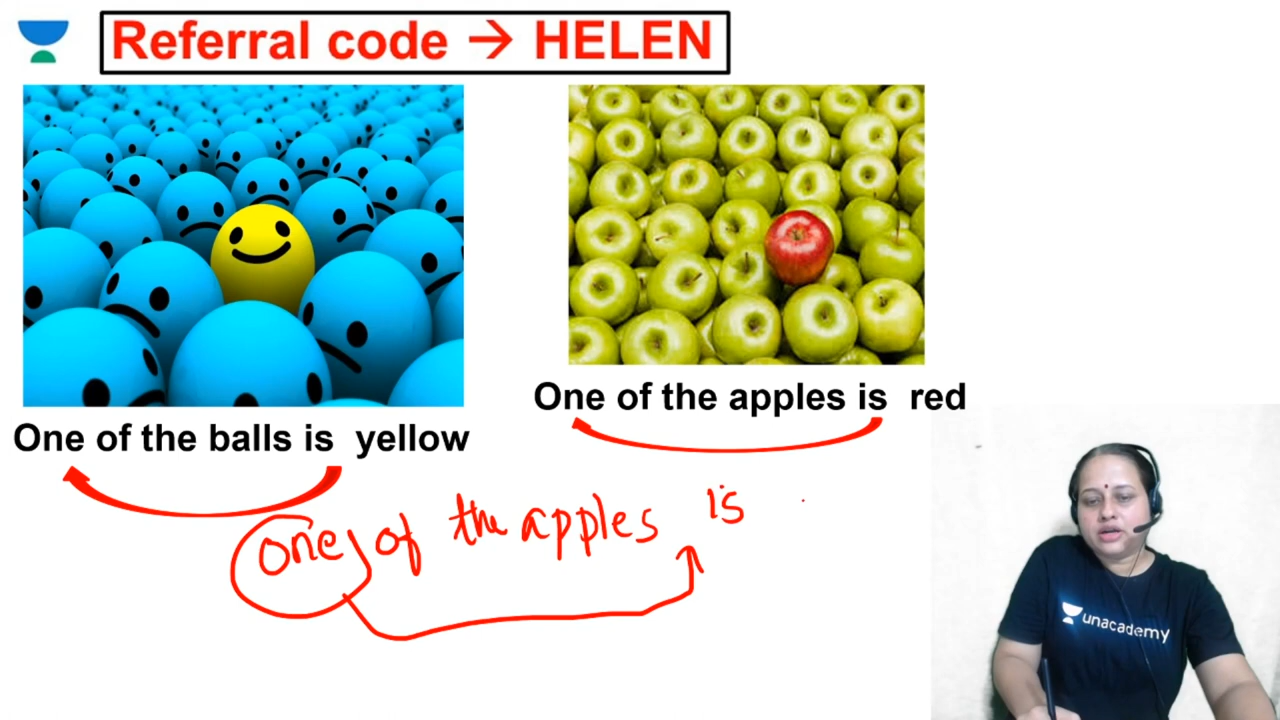 Referral code → HELEN
One of the apples is red
One of the balls is yellow
one of the apples is
unacademy